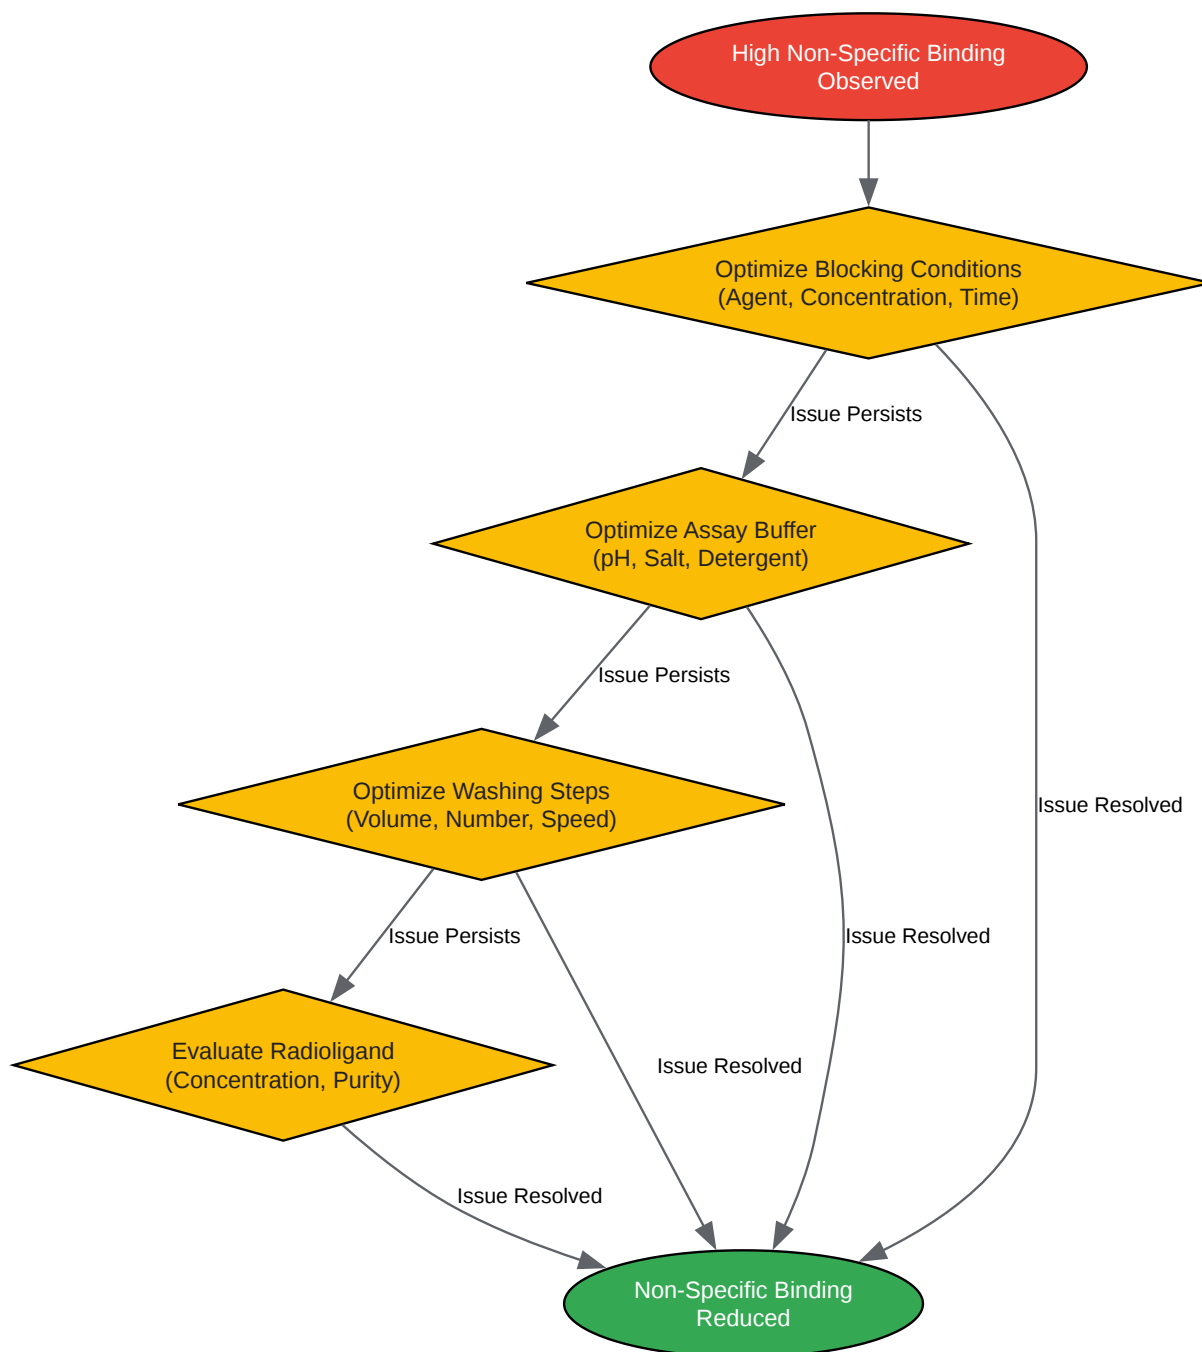 High Non-Specific Binding
Observed
Optimize Blocking Conditions
(Agent, Concentration, Time)
Issue Persists
Optimize Assay Buffer
(pH, Salt, Detergent)
Issue Persists
Optimize Washing Steps
(Volume, Number, Speed)
Issue Resolved
Issue Persists
Issue Resolved
Evaluate Radioligand
(Concentration, Purity)
Issue Resolved
Issue Resolved
Non-Specific Binding
Reduced